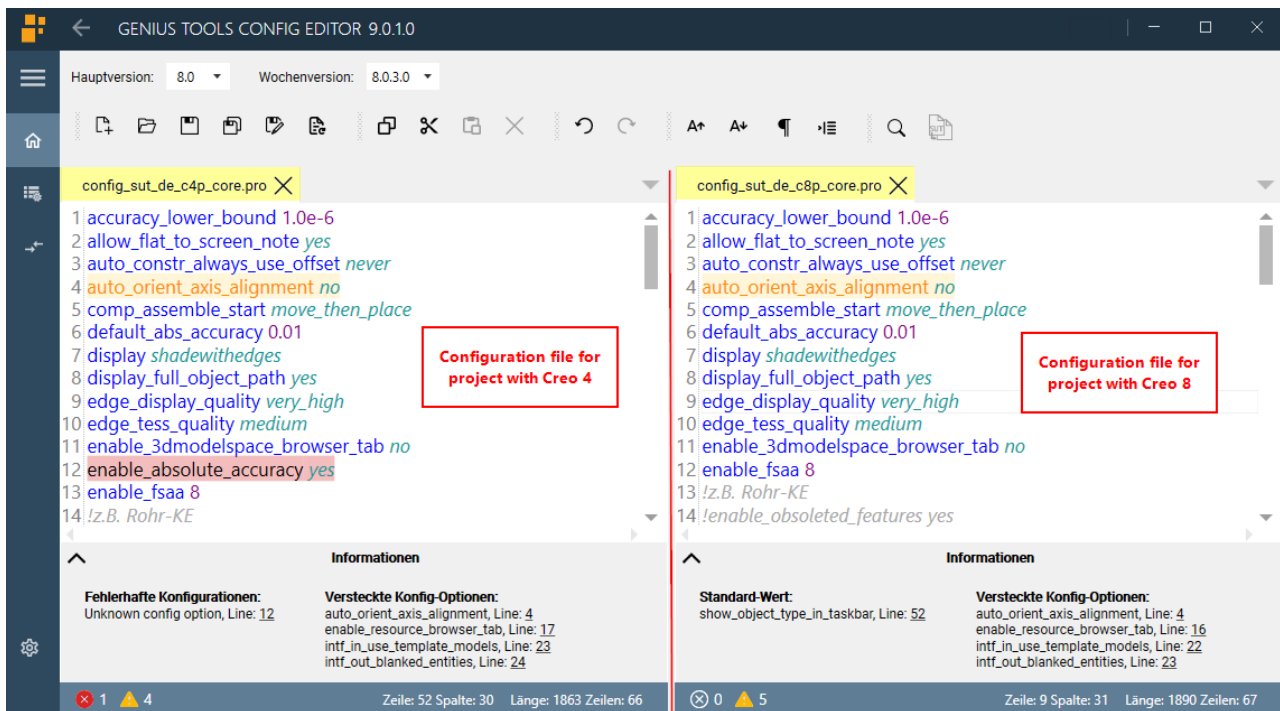 GENIUS TOOLS CONFIG EDITOR 9.0.1.0
Hauptversion: 8.0 Wochenversion: 8.0.3.0
config_sut_de_c4p_core.pro
1 accuracy_lower_bound 1.0e-6
2 allow_flat_to_screen_note yes
3 auto_constr_always_use_offset never
4 auto_orient_axis_alignment no
5 comp_assemble_start move_then_place
6 default_abs_accuracy 0.01
7 display shadewithedges
8 display_full_object_path yes
9 edge_display_quality very_high
10 edge_tess_quality medium
11 enable_3dmodelspace_browser_tab no
12 enable_absolute_accuracy yes
13 enable_fsaa 8
14 !z.B. Rohr-KE
Configuration file for
project with Creo 4
Informationen
Fehlerhafte Konfigurationen:
Unknown config option, Line: 12
Versteckte Konfig-Optionen:
auto_orient_axis_alignment, Line: 4
enable_resource_browser_tab, Line: 17
intf_in_use_template_models, Line: 23
intf_out_blanked_entities, Line: 24
1 4 Zeile: 52 Spalte: 30 Länge: 1863 Zeilen: 66
config_sut_de_c8p_core.pro
1 accuracy_lower_bound 1.0e-6
2 allow_flat_to_screen_note yes
3 auto_constr_always_use_offset never
4 auto_orient_axis_alignment no
5 comp_assemble_start move_then_place
6 default_abs_accuracy 0.01
7 display shadewithedges
8 display_full_object_path yes
9 edge_display_quality very_high
10 edge_tess_quality medium
11 enable_3dmodelspace_browser_tab no
12 enable_fsaa 8
13 !z.B. Rohr-KE
14 !enable_obsoleted_features yes
Configuration file for
project with Creo 8
Informationen
Standard-Wert:
show_object_type_in_taskbar, Line: 52
Versteckte Konfig-Optionen:
auto_orient_axis_alignment, Line: 4
enable_resource_browser_tab, Line: 16
intf_in_use_template_models, Line: 22
intf_out_blanked_entities, Line: 23
0 5 Zeile: 9 Spalte: 31 Länge: 1890 Zeilen: 67